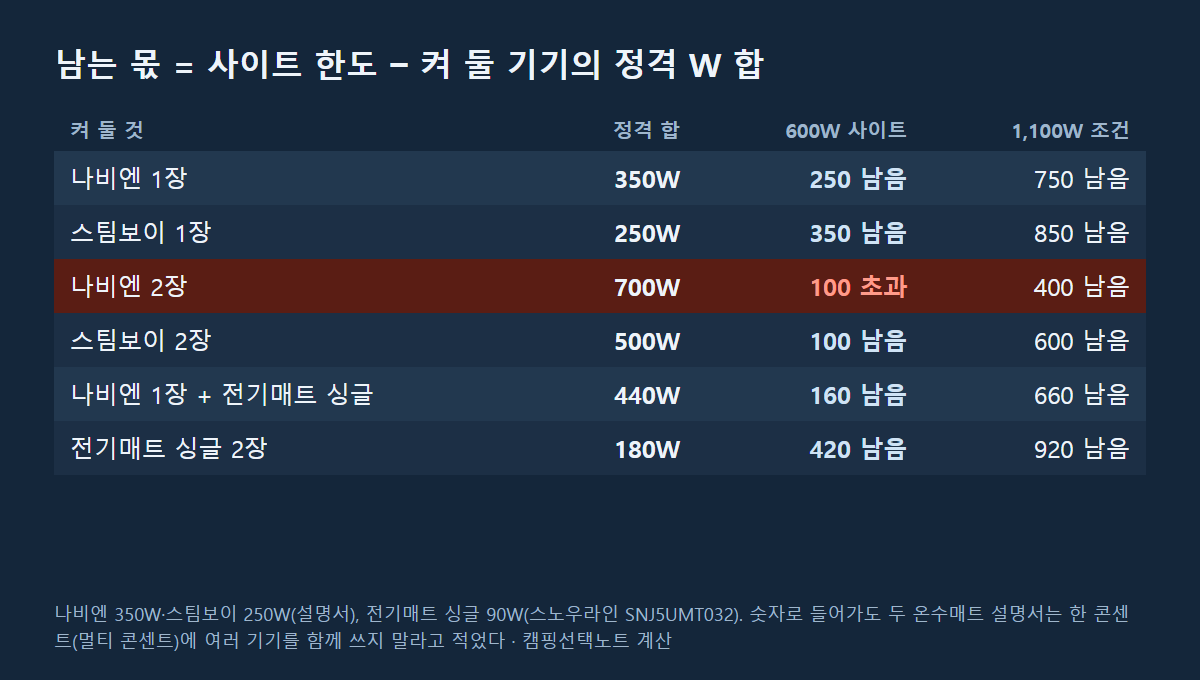 남는 몫 = 사이트 한도 − 켜 둘 기기의 정격 W 합
켜 둘 것 정격 합 600W 사이트 1,100W 조건
나비엔 1장 350W 250 남음 750 남음
스팀보이 1장 250W 350 남음 850 남음
나비엔 2장 700W 100 초과 400 남음
스팀보이 2장 500W 100 남음 600 남음
나비엔 1장 + 전기매트 싱글 440W 160 남음 660 남음
전기매트 싱글 2장 180W 420 남음 920 남음
나비엔 350W·스팀보이 250W(설명서), 전기매트 싱글 90W(스노우라인 SNJ5UMT032). 숫자로 들어가도 두 온수매트 설명서는 한 콘센
트(멀티 콘센트)에 여러 기기를 함께 쓰지 말라고 적었다 · 캠핑선택노트 계산